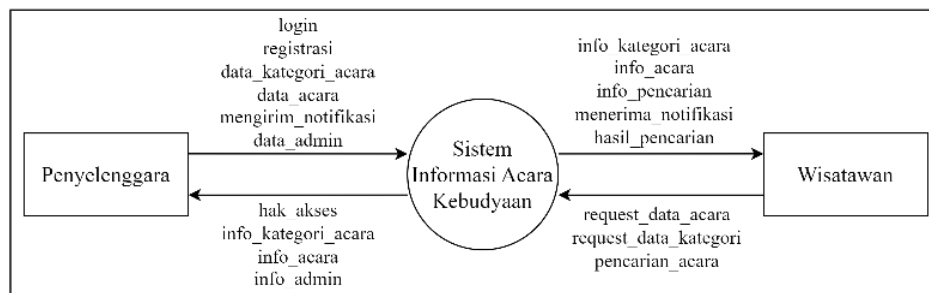 login
registrasi
data_kategori_acara
data_acara
mengirim_notifikasi
data_admin
info_kategori_acara
info_acara
info_pencarian
menerima_notifikasi
hasil_pencarian
Penyelenggara
Sistem
Informasi Acara
Kebudyaan
Wisatawan
hak_akses
info_kategori_acara
info_acara
info_admin
request_data_acara
request_data_kategori
pencarian_acara